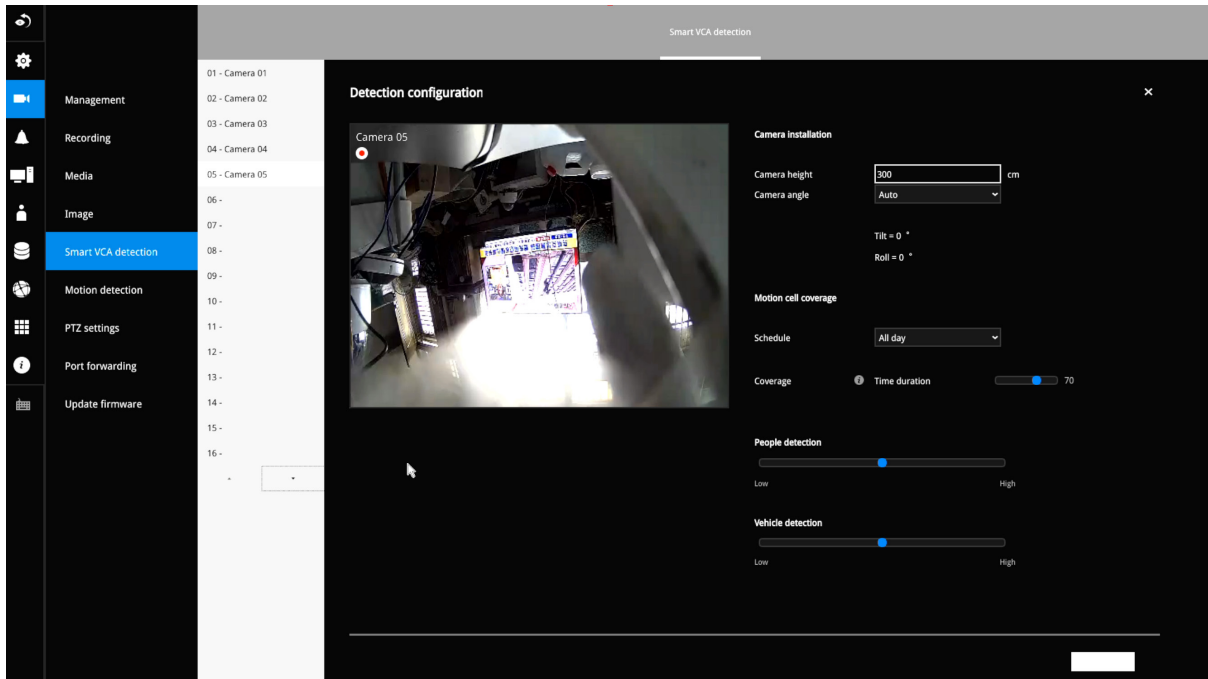 Smart VCA detection
Management
Recording
Media
Image
Smart VCA detection
Motion detection
PTZ settings
Port forwarding
Update firmware
01 - Camera 01
02 - Camera 02
03 - Camera 03
04 - Camera 04
05 - Camera 05
06 -
07 -
08 -
09 -
10 -
11 -
12 -
13 -
14 -
15 -
16 -
Detection configuration
Camera 05
Camera installation
Camera height 300 cm
Camera angle Auto
Tilt = 0 °
Roll = 0 °
Motion cell coverage
Schedule All day
Coverage Time duration 70
People detection
Low High
Vehicle detection
Low High